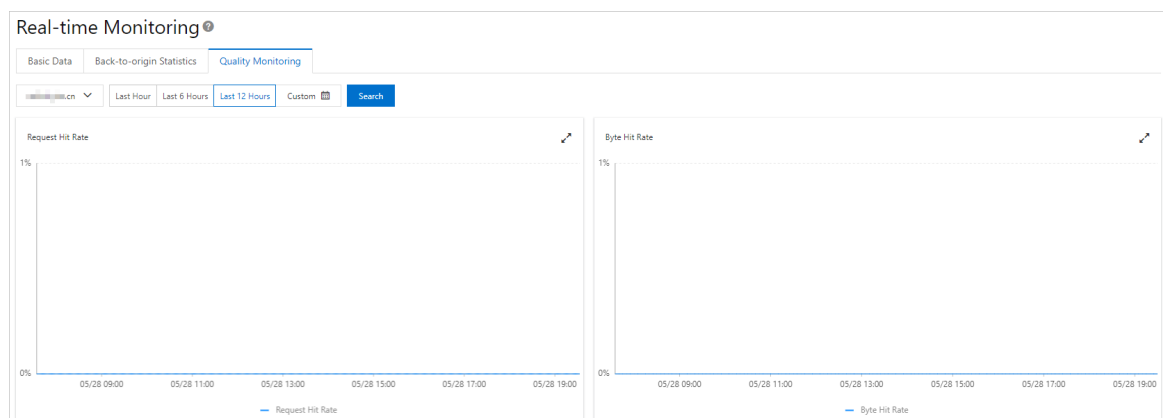 Real-time Monitoring
Basic Data Back-to-origin Statistics Quality Monitoring
.cn Last Hour Last 6 Hours Last 12 Hours Custom Search
Request Hit Rate
1%
0%
05/28 09:00 05/28 11:00 05/28 13:00 05/28 15:00 05/28 17:00 05/28 19:00
Request Hit Rate
Byte Hit Rate
1%
0%
05/28 09:00 05/28 11:00 05/28 13:00 05/28 15:00 05/28 17:00 05/28 19:00
Byte Hit Rate